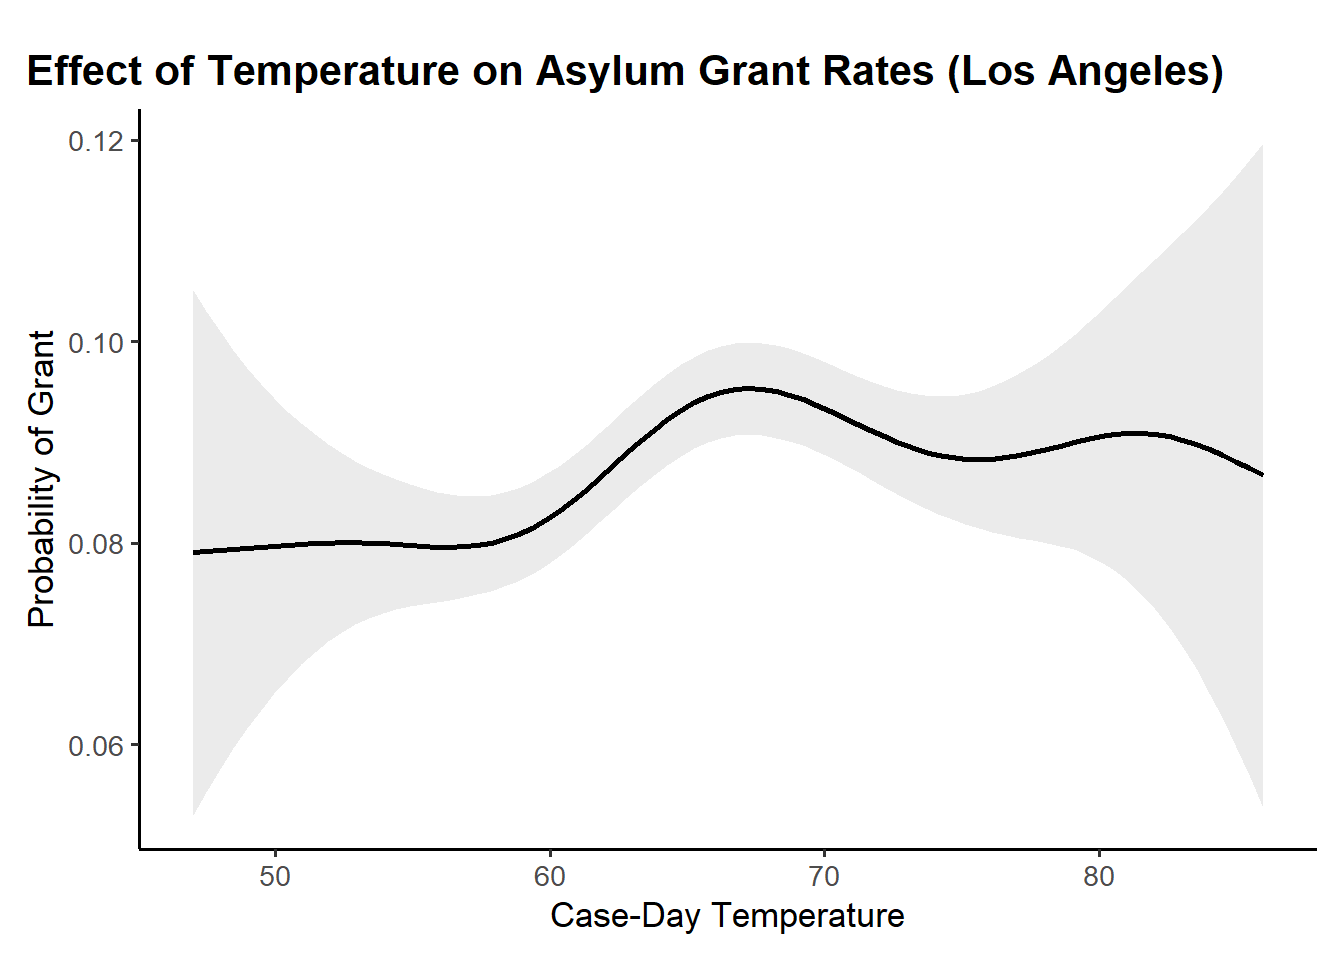 Effect of Temperature on Asylum Grant Rates (Los Angeles)
Probability of Grant
0.12
0.10
0.08
0.06
50 60 70 80
Case-Day Temperature